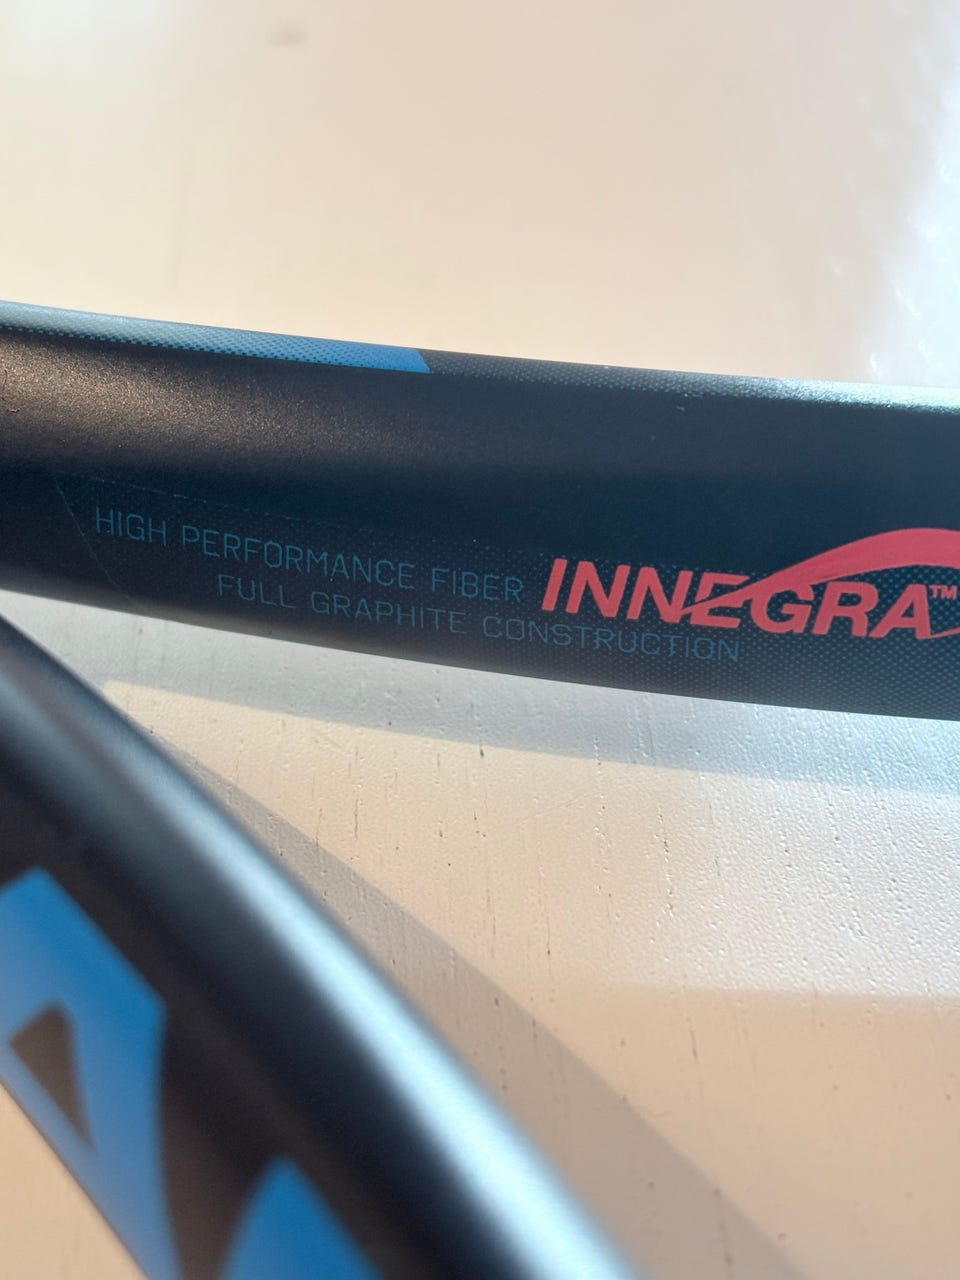 HIGH PERFORMANCE FIBER INNEGRA™
FULL GRAPHITE CONSTRUCTION